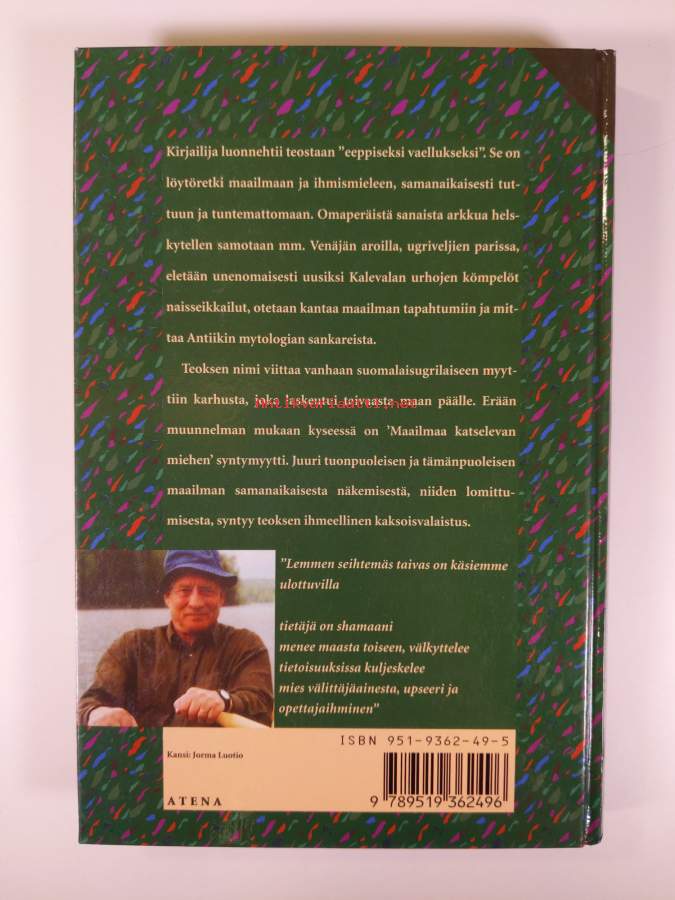 Kirjailija luonnehtii teostaan ”eeppiseksi vaellukseksi”. Se on
löytöretki maailmaan ja ihmismieleen, samanaikaisesti tut-
tuun ja tuntemattomaan. Omaperäistä sanaista arkkua hels-
kytellen samotaan mm. Venäjän aroilla, ugriveljien parissa,
eletään unenomaisesti uusiksi Kalevalan urhojen kömpelöt
naisseikkailut, otetaan kantaa maailman tapahtumiin ja mit-
taa Antiikin mytologian sankareista.
Teoksen nimi viittaa vanhaan suomalaisugrilaiseen myyt-
tiin karhusta, joka laskeutui taivaasta maan päälle. Erään
antikvariaatti.net
muunnelman mukaan kyseessä on ’Maailmaa katselevan
miehen’ syntymyytti. Juuri tuonpuoleisen ja tämänpuoleisen
maailman samanaikaisesta näkemisestä, niiden lomittu-
misesta, syntyy teoksen ihmeellinen kaksoisvalaistus.
”Lemmen seihtemäs taivas on käsiemme
ulottuvilla
tietäjä on shamaani
menee maasta toiseen, välkyttelee
tietoisuuksissa kuljeskelee
mies välittäjäainesta, upseeri ja
opettajaihminen”
ISBN 951-9362-49-5
Kansi: Jorma Luotio
ATENA
9 789519 362496